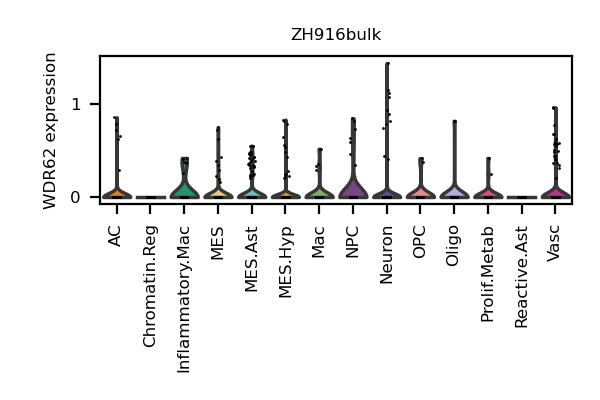 ZH916bulk
WDR62 expression
1
0
AC
Chromatin.Reg
Inflammatory.Mac
MES
MES.Ast
MES.Hyp
Mac
NPC
Neuron
OPC
Oligo
Prolif.Metab
Reactive.Ast
Vasc